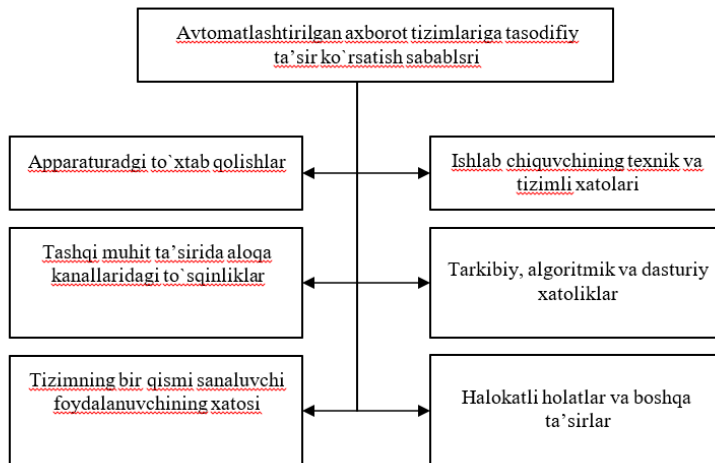 Avtomatlashtirilgan axborot tizimlariga tasodifiy
ta’sir ko`rsatish sabablsri
Apparaturadgi to`xtab qolishlar
Ishlab chiquvchining texnik va
tizimli xatolari
Tashqi muhit ta’sirida aloqa
kanallaridagi to`sqinliklar
Tarkibiy, algoritmik va dasturiy
xatoliklar
Tizimning bir qismi sanaluvchi
foydalanuvchining xatosi
Halokatli holatlar va boshqa
ta’sirlar